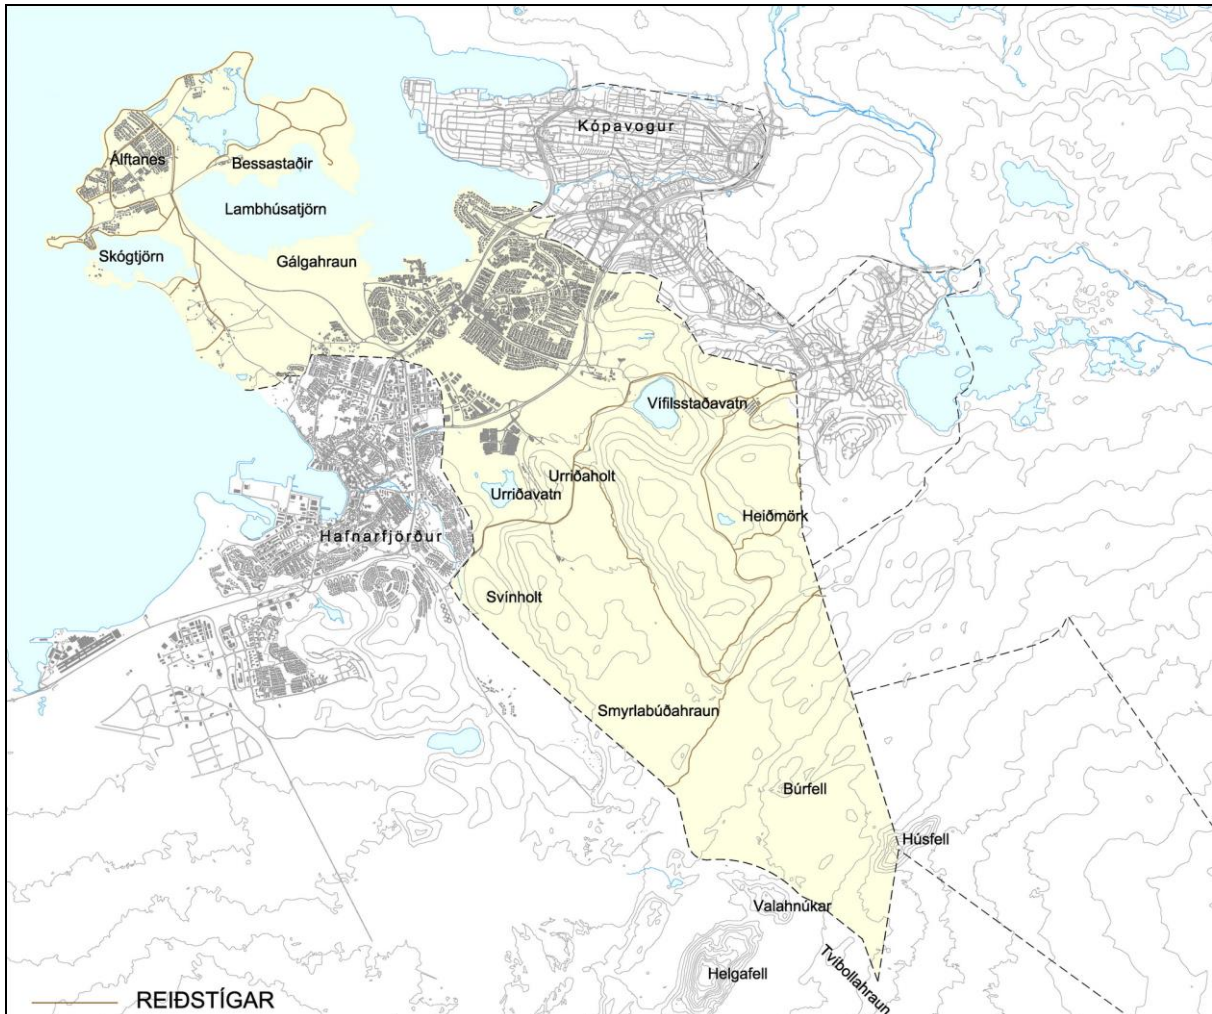 Kópavogur
Álftanes
Bessastaðir
Lambhúsatjörn
Skógtjörn
Gálgahraun
Vífilsstaðavatn
Urriðaholt
Urriðavatn
Heiðmörk
Hafnarfjörður
Svínholt
Smyrlabúðahraun
Búrfell
Húsfell
Valahnúkar
Helgafell
Tvíbollahraun
REIÐSTÍGAR